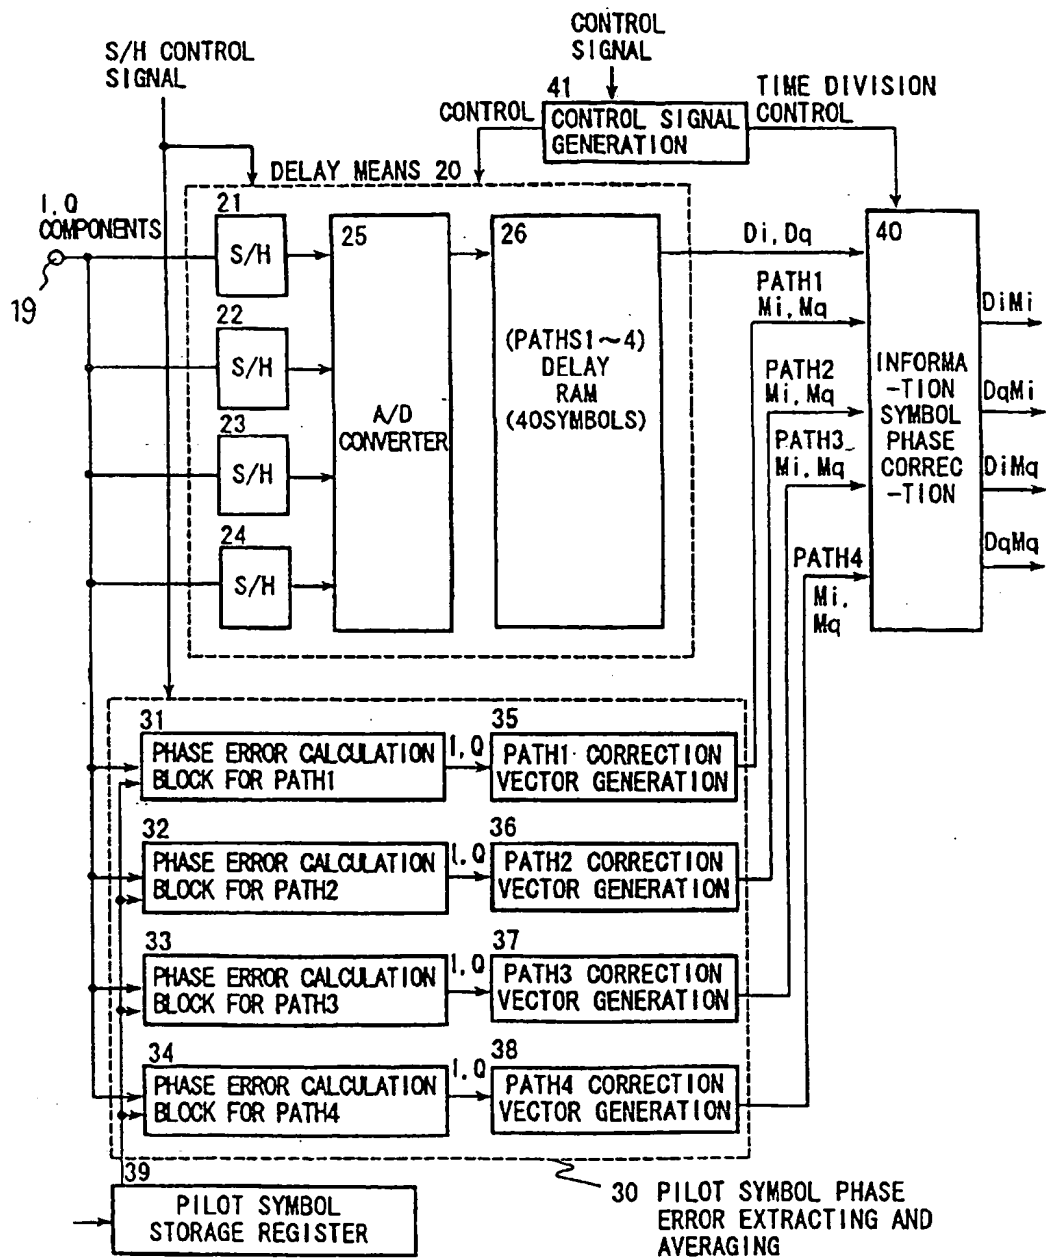 CONTROL
SIGNAL
S/H CONTROL
SIGNAL
41
CONTROL SIGNAL
GENERATION
CONTROL
TIME DIVISION
CONTROL
DELAY MEANS 20
I,Q
COMPONENTS
19
21
S/H
22
S/H
23
S/H
24
S/H
25
A/D
CONVERTER
26
(PATHS1~4)
DELAY
RAM
(40SYMBOLS)
Di,Dq
PATH1
Mi,Mq
PATH2
Mi,Mq
PATH3
Mi,Mq
PATH4
Mi,
Mq
40
INFORMA
-TION
SYMBOL
PHASE
CORREC
-TION
DiMi
DqMi
DiMq
DqMq
31
PHASE ERROR CALCULATION
BLOCK FOR PATH1
I,Q
35
PATH1 CORRECTION
VECTOR GENERATION
32
PHASE ERROR CALCULATION
BLOCK FOR PATH2
I,Q
36
PATH2 CORRECTION
VECTOR GENERATION
33
PHASE ERROR CALCULATION
BLOCK FOR PATH3
I,Q
37
PATH3 CORRECTION
VECTOR GENERATION
34
PHASE ERROR CALCULATION
BLOCK FOR PATH4
I,Q
38
PATH4 CORRECTION
VECTOR GENERATION
39
PILOT SYMBOL
STORAGE REGISTER
30 PILOT SYMBOL PHASE
ERROR EXTRACTING AND
AVERAGING